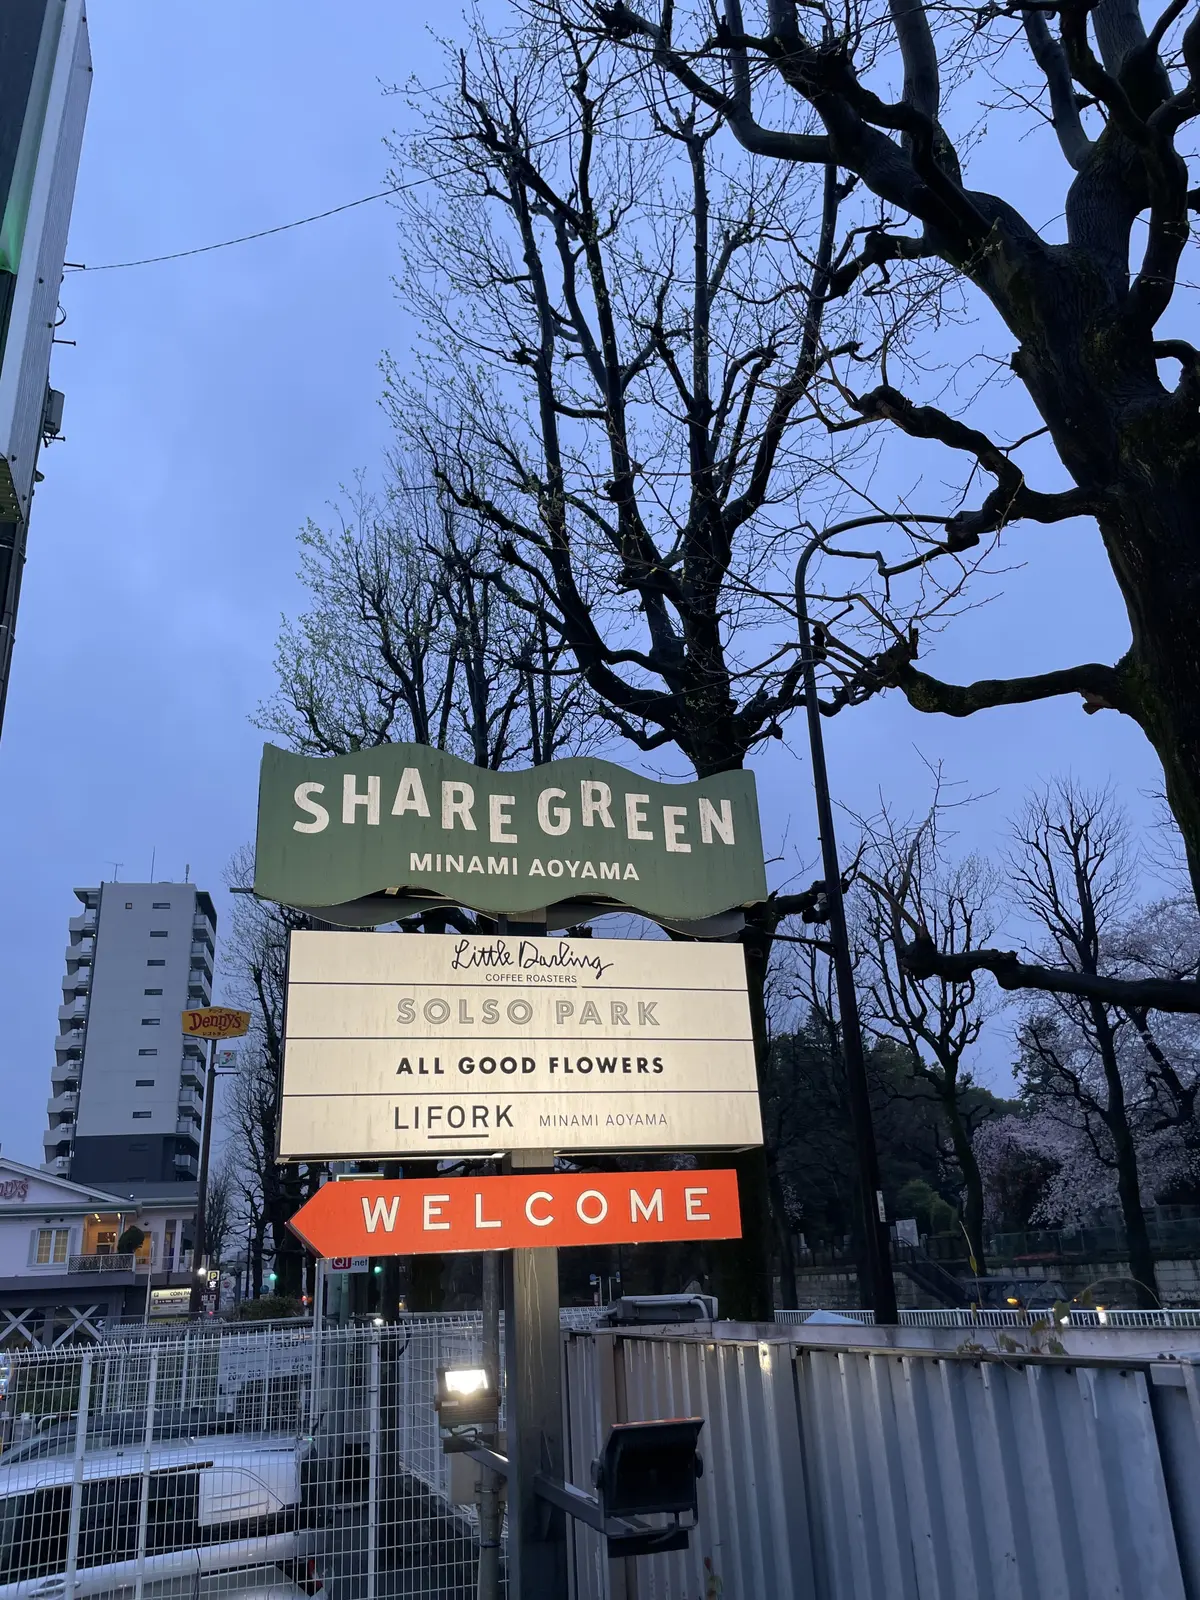 SHARE GREEN
MINAMI AOYAMA
Little Darling
COFFEE ROASTERS
SOLSO PARK
ALL GOOD FLOWERS
LIFORK MINAMI AOYAMA
WELCOME
Denny's
P